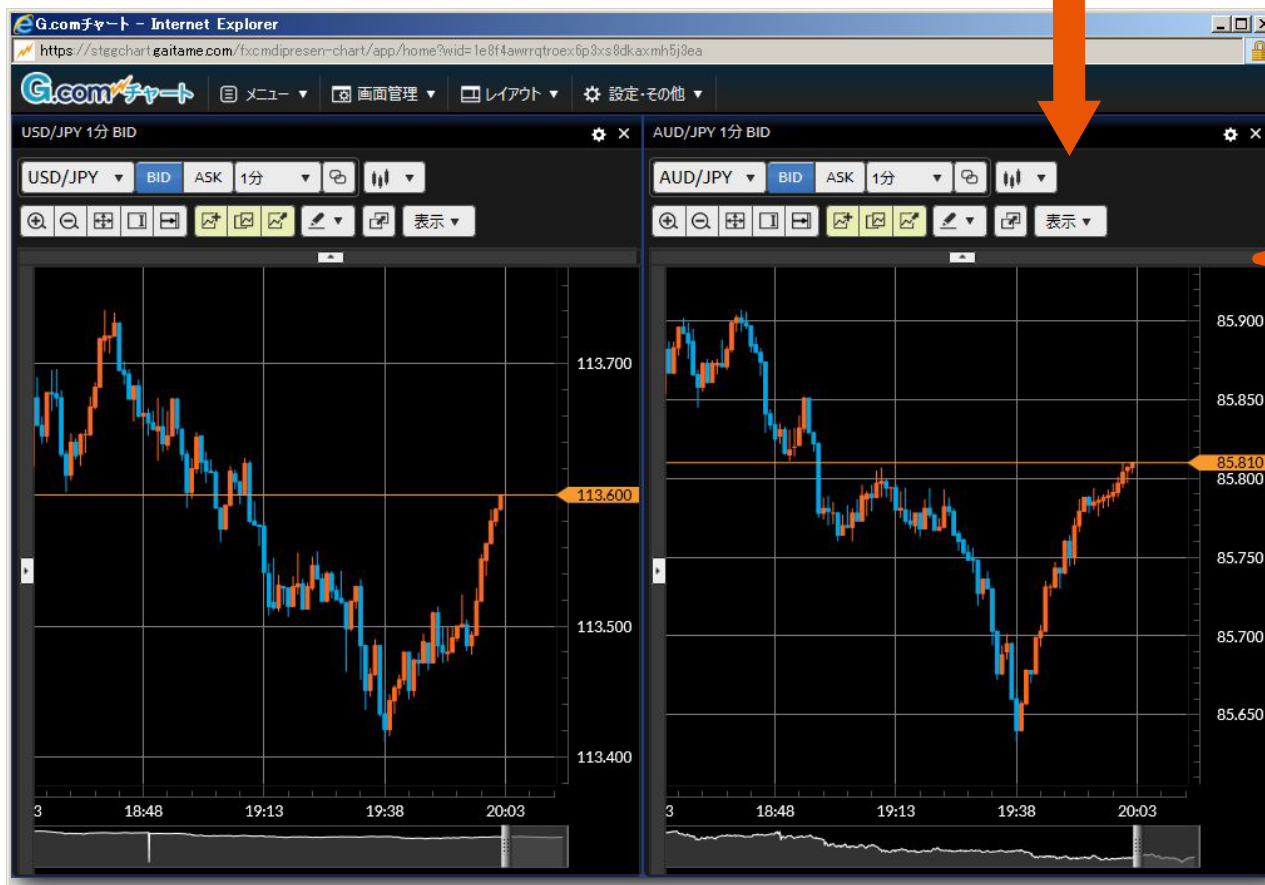 G.comチャート - Internet Explorer
https://steechart.gaitame.com/fxcmdipresen-chart/app/home?wid=1e8f4awrrqtroex6p3xs8dkaxmh5j3ea
G.comチャート メニュー 画面管理 レイアウト 設定・その他
USD/JPY 1分 BID
USD/JPY BID ASK 1分
表示
113.700
113.600
113.500
113.400
3 18:48 19:13 19:38 20:03
AUD/JPY 1分 BID
AUD/JPY BID ASK 1分
表示
85.900
85.850
85.810
85.800
85.750
85.700
85.650
3 18:48 19:13 19:38 20:03